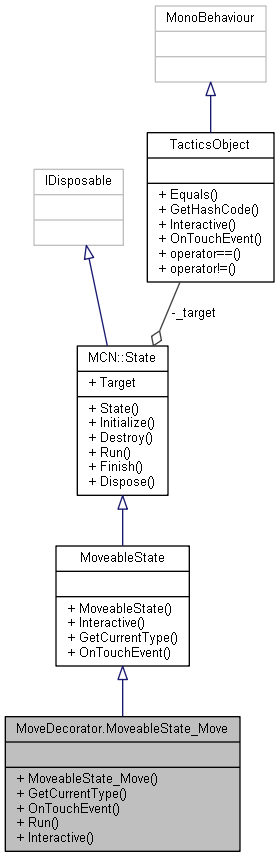 MonoBehaviour
TacticsObject
+ Equals()
+ GetHashCode()
+ Interactive()
+ OnTouchEvent()
+ operator==()
+ operator!=()
IDisposable
-_target
MCN::State
+ Target
+ State()
+ Initialize()
+ Destroy()
+ Run()
+ Finish()
+ Dispose()
MoveableState
+ MoveableState()
+ Interactive()
+ GetCurrentType()
+ OnTouchEvent()
MoveDecorator.MoveableState_Move
+ MoveableState_Move()
+ GetCurrentType()
+ OnTouchEvent()
+ Run()
+ Interactive()